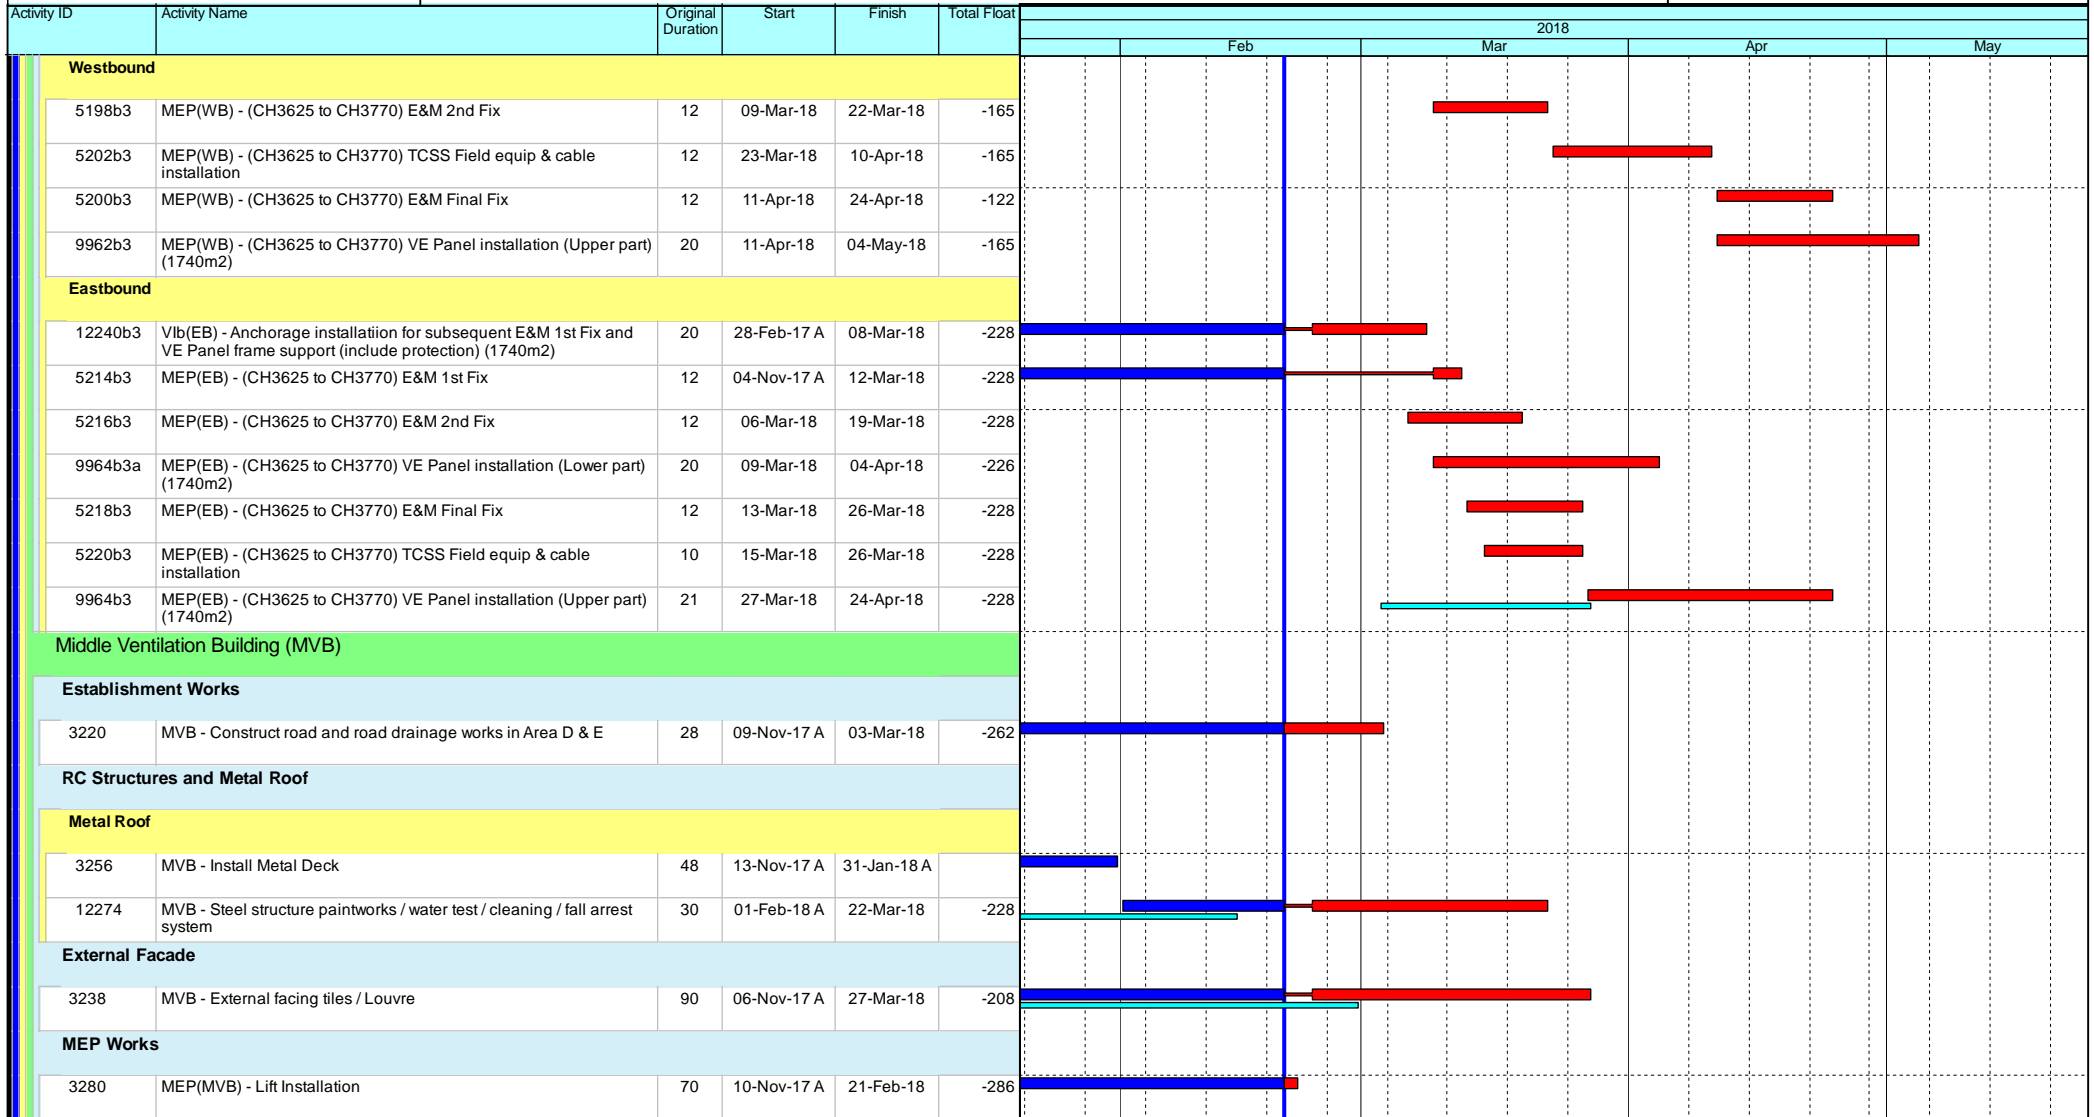 Activity ID Activity Name Original Duration Start Finish Total Float
2018
Feb Mar Apr May
Westbound
5198b3 MEP(WB) - (CH3625 to CH3770) E&M 2nd Fix 12 09-Mar-18 22-Mar-18 -165
5202b3 MEP(WB) - (CH3625 to CH3770) TCSS Field equip & cable 12 23-Mar-18 10-Apr-18 -165
installation
5200b3 MEP(WB) - (CH3625 to CH3770) E&M Final Fix 12 11-Apr-18 24-Apr-18 -122
9962b3 MEP(WB) - (CH3625 to CH3770) VE Panel installation (Upper part) 20 11-Apr-18 04-May-18 -165
(1740m2)
Eastbound
12240b3 VIb(EB) - Anchorage installatiion for subsequent E&M 1st Fix and 20 28-Feb-17 A 08-Mar-18 -228
VE Panel frame support (include protection) (1740m2)
5214b3 MEP(EB) - (CH3625 to CH3770) E&M 1st Fix 12 04-Nov-17 A 12-Mar-18 -228
5216b3 MEP(EB) - (CH3625 to CH3770) E&M 2nd Fix 12 06-Mar-18 19-Mar-18 -228
9964b3a MEP(EB) - (CH3625 to CH3770) VE Panel installation (Lower part) 20 09-Mar-18 04-Apr-18 -226
(1740m2)
5218b3 MEP(EB) - (CH3625 to CH3770) E&M Final Fix 12 13-Mar-18 26-Mar-18 -228
5220b3 MEP(EB) - (CH3625 to CH3770) TCSS Field equip & cable 10 15-Mar-18 26-Mar-18 -228
installation
9964b3 MEP(EB) - (CH3625 to CH3770) VE Panel installation (Upper part) 21 27-Mar-18 24-Apr-18 -228
(1740m2)
Middle Ventilation Building (MVB)
Establishment Works
3220 MVB - Construct road and road drainage works in Area D & E 28 09-Nov-17 A 03-Mar-18 -262
RC Structures and Metal Roof
Metal Roof
3256 MVB - Install Metal Deck 48 13-Nov-17 A 31-Jan-18 A
12274 MVB - Steel structure paintworks / water test / cleaning / fall arrest 30 01-Feb-18 A 22-Mar-18 -228
system
External Facade
3238 MVB - External facing tiles / Louvre 90 06-Nov-17 A 27-Mar-18 -208
MEP Works
3280 MEP(MVB) - Lift Installation 70 10-Nov-17 A 21-Feb-18 -286